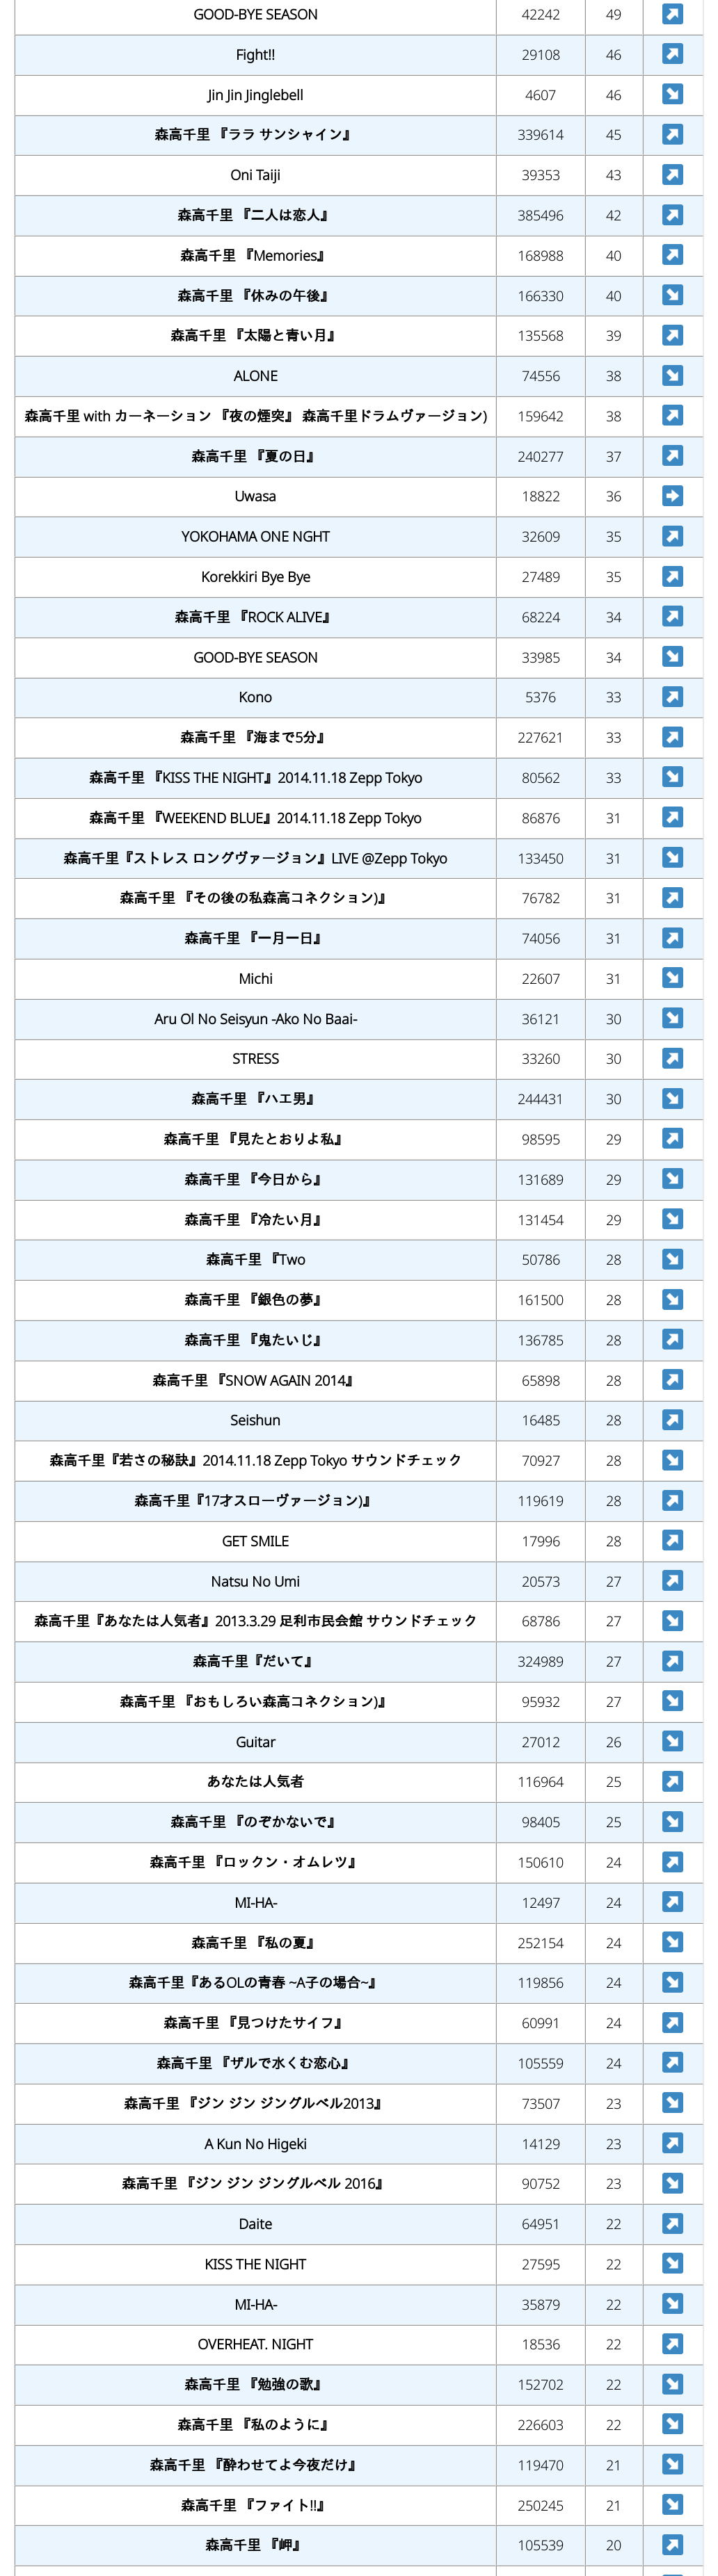 GOOD-BYE SEASON 42242 49
Fight!! 29108 46
Jin Jin Jinglebell 4607 46
森高千里 『ララ サンシャイン』 339614 45
Oni Taiji 39353 43
森高千里 『二人は恋人』 385496 42
森高千里 『Memories』 168988 40
森高千里 『休みの午後』 166330 40
森高千里 『太陽と青い月』 135568 39
ALONE 74556 38
森高千里 with カーネーション 『夜の煙突』 森高千里ドラムヴァージョン) 159642 38
森高千里 『夏の日』 240277 37
Uwasa 18822 36
YOKOHAMA ONE NGHT 32609 35
Korekkiri Bye Bye 27489 35
森高千里 『ROCK ALIVE』 68224 34
GOOD-BYE SEASON 33985 34
Kono 5376 33
森高千里 『海まで5分』 227621 33
森高千里 『KISS THE NIGHT』2014.11.18 Zepp Tokyo 80562 33
森高千里 『WEEKEND BLUE』2014.11.18 Zepp Tokyo 86876 31
森高千里『ストレス ロングヴァージョン』LIVE @Zepp Tokyo 133450 31
森高千里 『その後の私森高コネクション)』 76782 31
森高千里 『一月一日』 74056 31
Michi 22607 31
Aru Ol No Seisyun -Ako No Baai- 36121 30
STRESS 33260 30
森高千里 『ハエ男』 244431 30
森高千里 『見たとおりよ私』 98595 29
森高千里 『今日から』 131689 29
森高千里 『冷たい月』 131454 29
森高千里 『Two 50786 28
森高千里 『銀色の夢』 161500 28
森高千里 『鬼たいじ』 136785 28
森高千里 『SNOW AGAIN 2014』 65898 28
Seishun 16485 28
森高千里『若さの秘訣』2014.11.18 Zepp Tokyo サウンドチェック 70927 28
森高千里『17才スローヴァージョン)』 119619 28
GET SMILE 17996 28
Natsu No Umi 20573 27
森高千里『あなたは人気者』2013.3.29 足利市民会館 サウンドチェック 68786 27
森高千里『だいて』 324989 27
森高千里 『おもしろい森高コネクション)』 95932 27
Guitar 27012 26
あなたは人気者 116964 25
森高千里 『のぞかないで』 98405 25
森高千里 『ロックン・オムレツ』 150610 24
MI-HA- 12497 24
森高千里 『私の夏』 252154 24
森高千里『あるOLの青春 ~A子の場合~』 119856 24
森高千里 『見つけたサイフ』 60991 24
森高千里 『ザルで水くむ恋心』 105559 24
森高千里 『ジン ジン ジングルベル2013』 73507 23
A Kun No Higeki 14129 23
森高千里 『ジン ジン ジングルベル 2016』 90752 23
Daite 64951 22
KISS THE NIGHT 27595 22
MI-HA- 35879 22
OVERHEAT. NIGHT 18536 22
森高千里 『勉強の歌』 152702 22
森高千里 『私のように』 226603 22
森高千里 『酔わせてよ今夜だけ』 119470 21
森高千里 『ファイト!!』 250245 21
森高千里 『岬』 105539 20